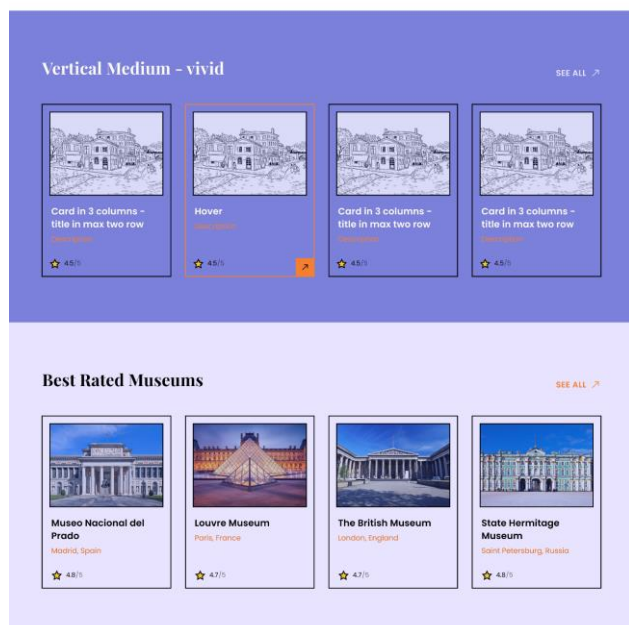 Vertical Medium - vivid
SEE ALL ↗
Card in 3 columns -
title in max two row
Description
4.5/5
Hover
Description
4.5/5
Card in 3 columns -
title in max two row
Description
4.5/5
Card in 3 columns -
title in max two row
Description
4.5/5
Best Rated Museums
SEE ALL ↗
Museo Nacional del
Prado
Madrid, Spain
4.8/5
Louvre Museum
Paris, France
4.7/5
The British Museum
London, England
4.7/5
State Hermitage
Museum
Saint Petersburg, Russia
4.8/5